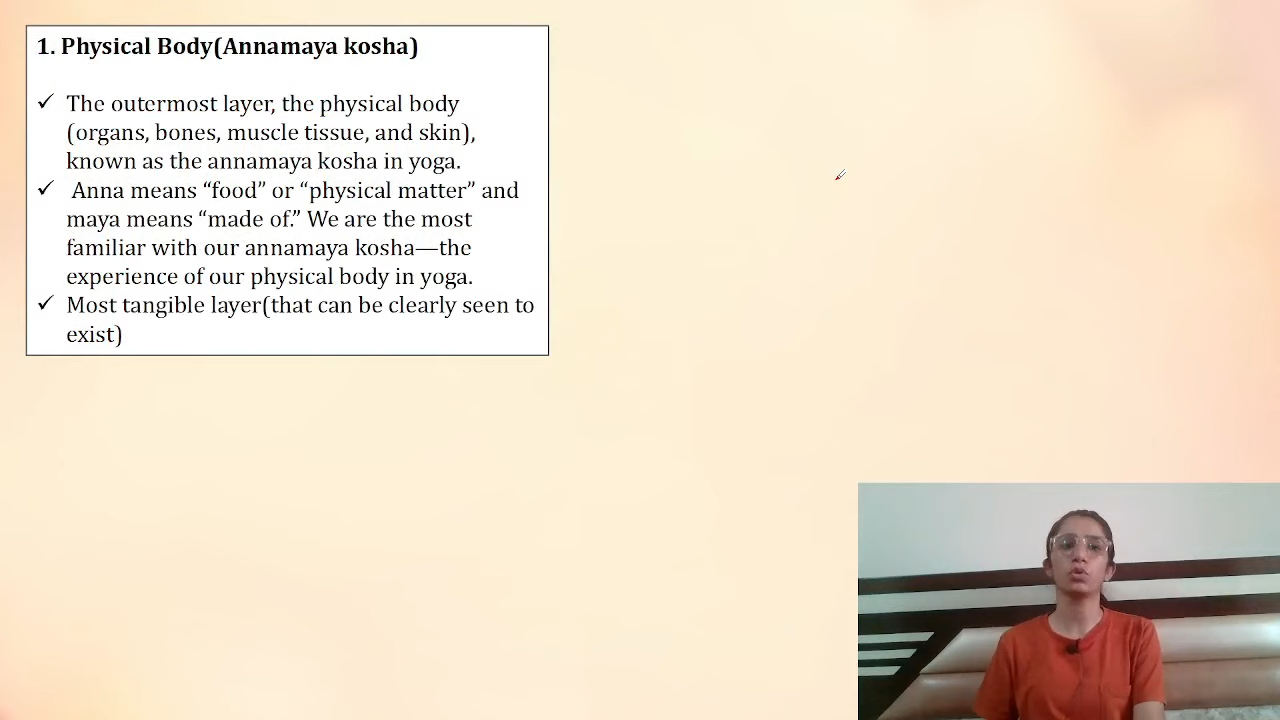 1. Physical Body(Annamaya kosha)
✓ The outermost layer, the physical body
(organs, bones, muscle tissue, and skin),
known as the annamaya kosha in yoga.
✓ Anna means “food” or “physical matter” and
maya means “made of.” We are the most
familiar with our annamaya kosha—the
experience of our physical body in yoga.
✓ Most tangible layer(that can be clearly seen to
exist)